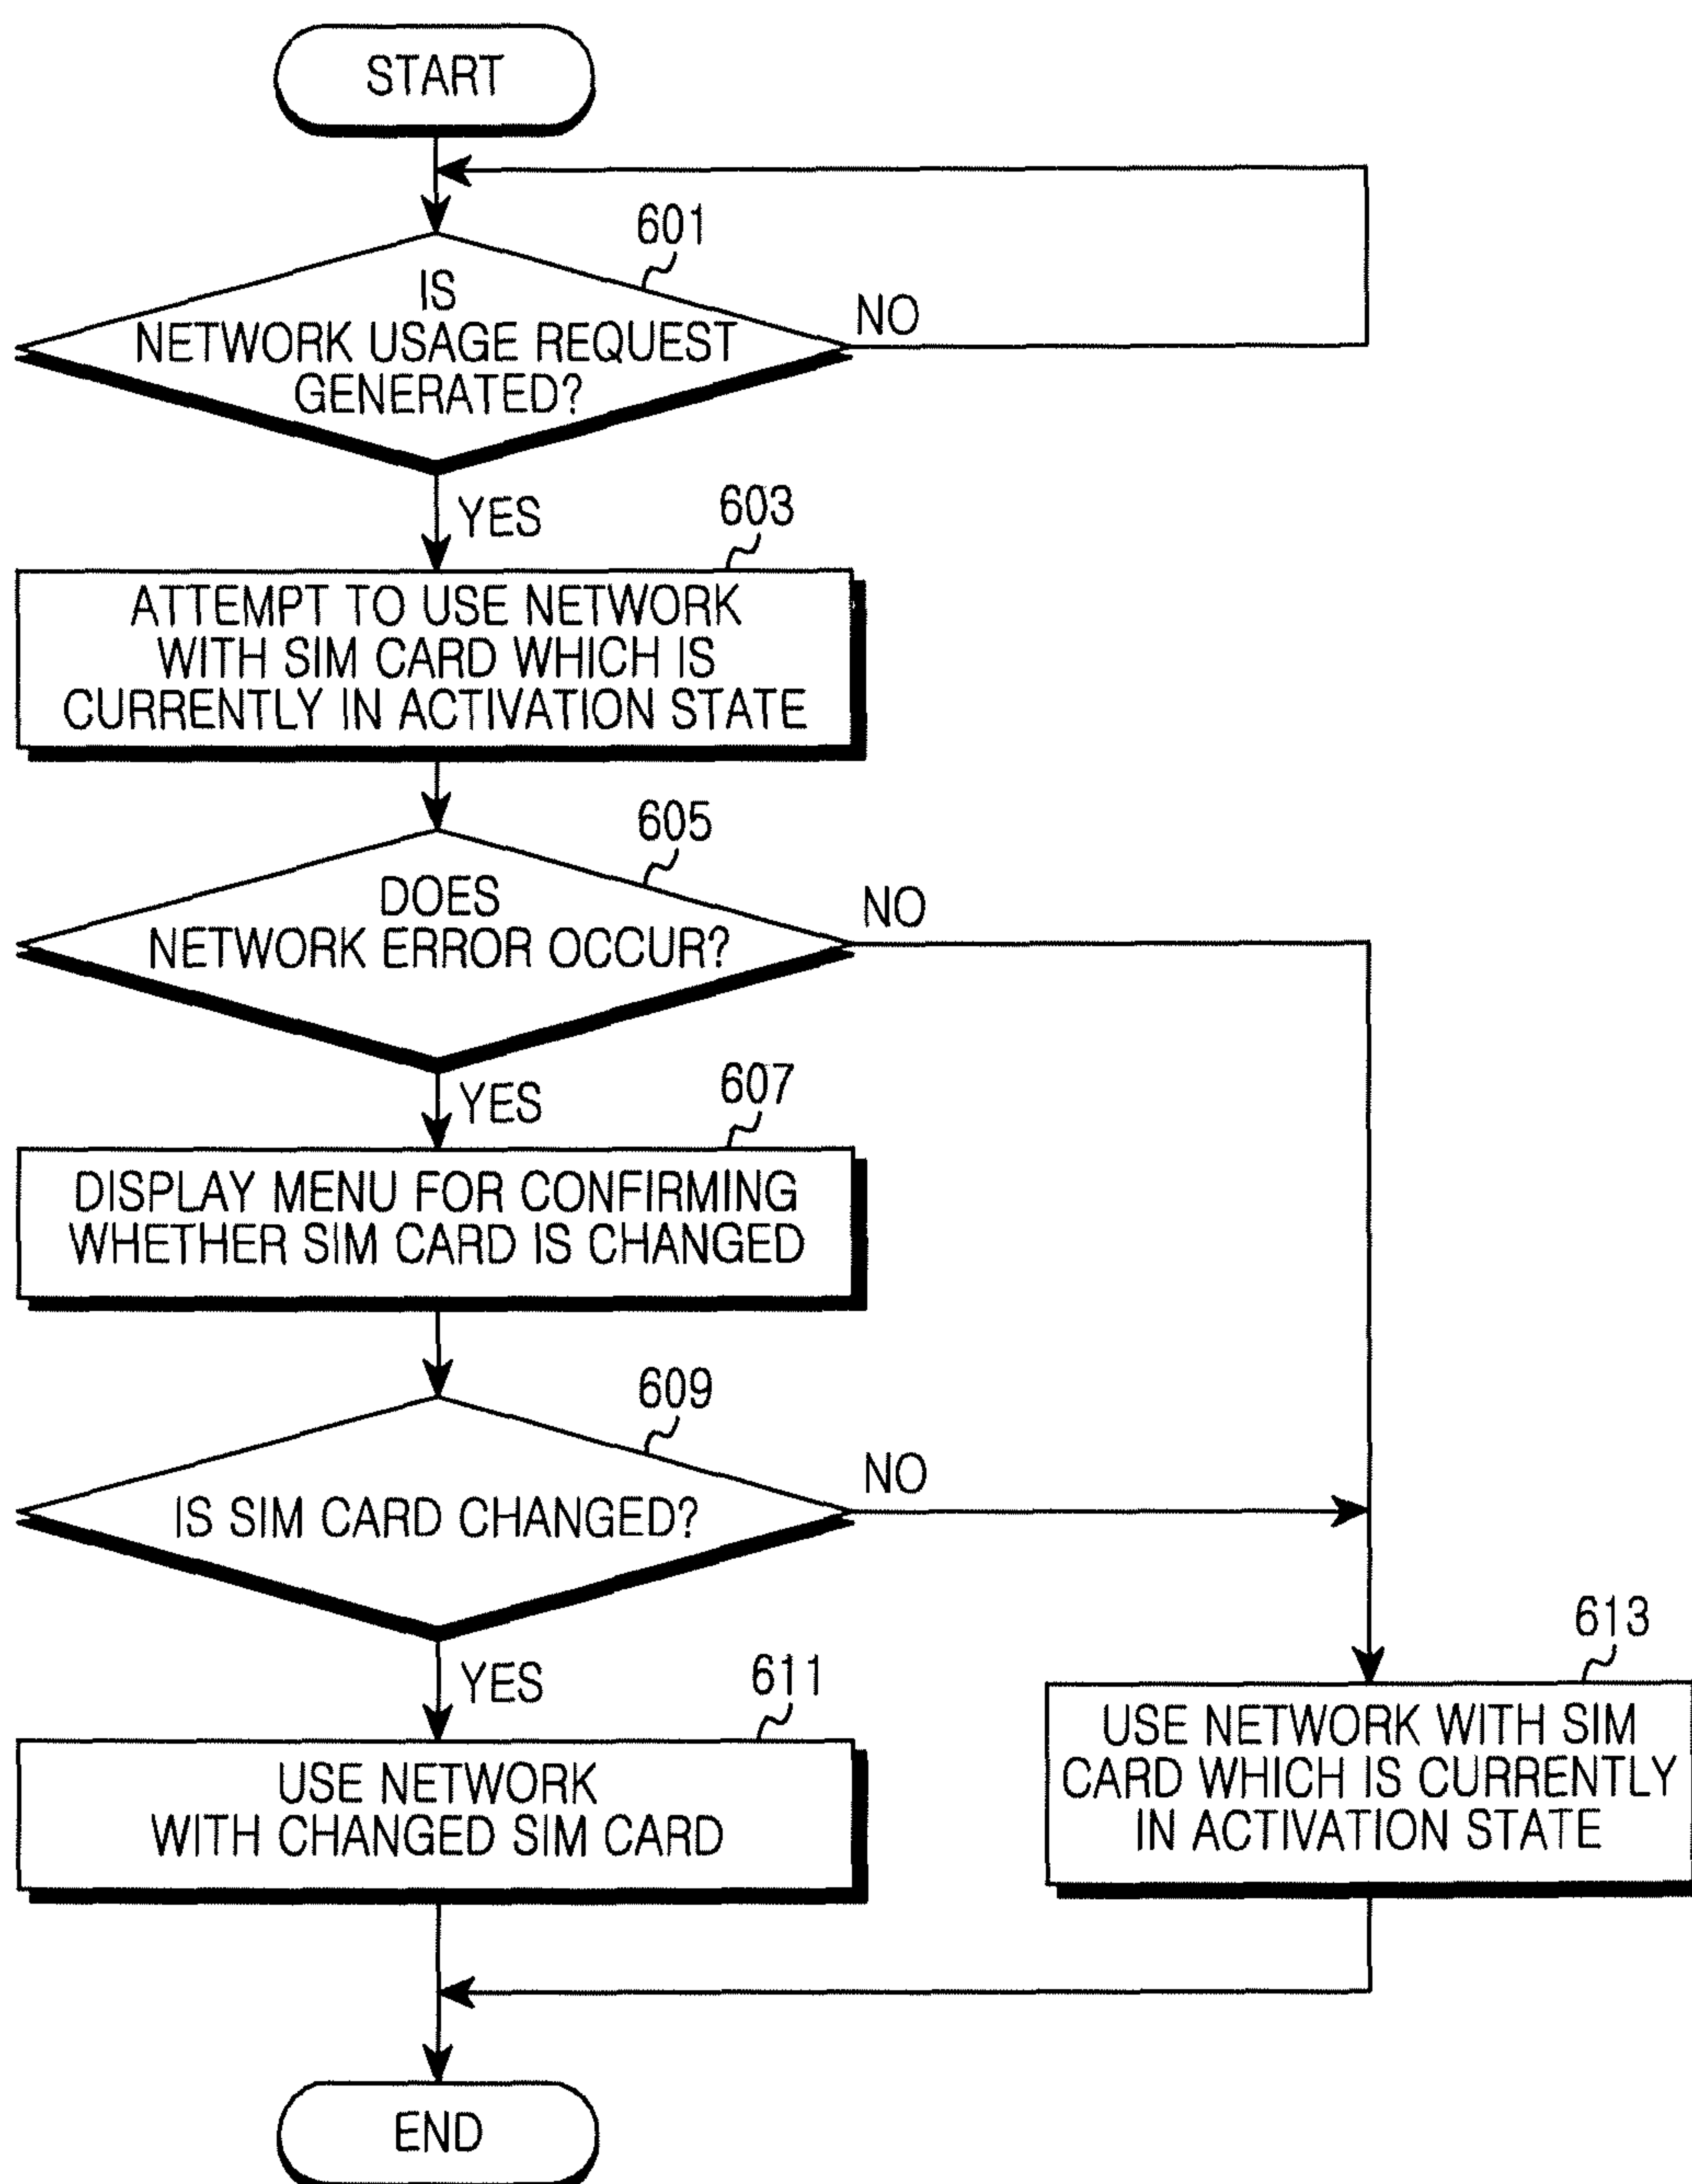 START
601
IS
NETWORK USAGE REQUEST
GENERATED?
NO
YES
603
ATTEMPT TO USE NETWORK
WITH SIM CARD WHICH IS
CURRENTLY IN ACTIVATION STATE
605
DOES
NETWORK ERROR OCCUR?
NO
YES
607
DISPLAY MENU FOR CONFIRMING
WHETHER SIM CARD IS CHANGED
609
IS SIM CARD CHANGED?
NO
YES
611
USE NETWORK
WITH CHANGED SIM CARD
613
USE NETWORK WITH SIM
CARD WHICH IS CURRENTLY
IN ACTIVATION STATE
END